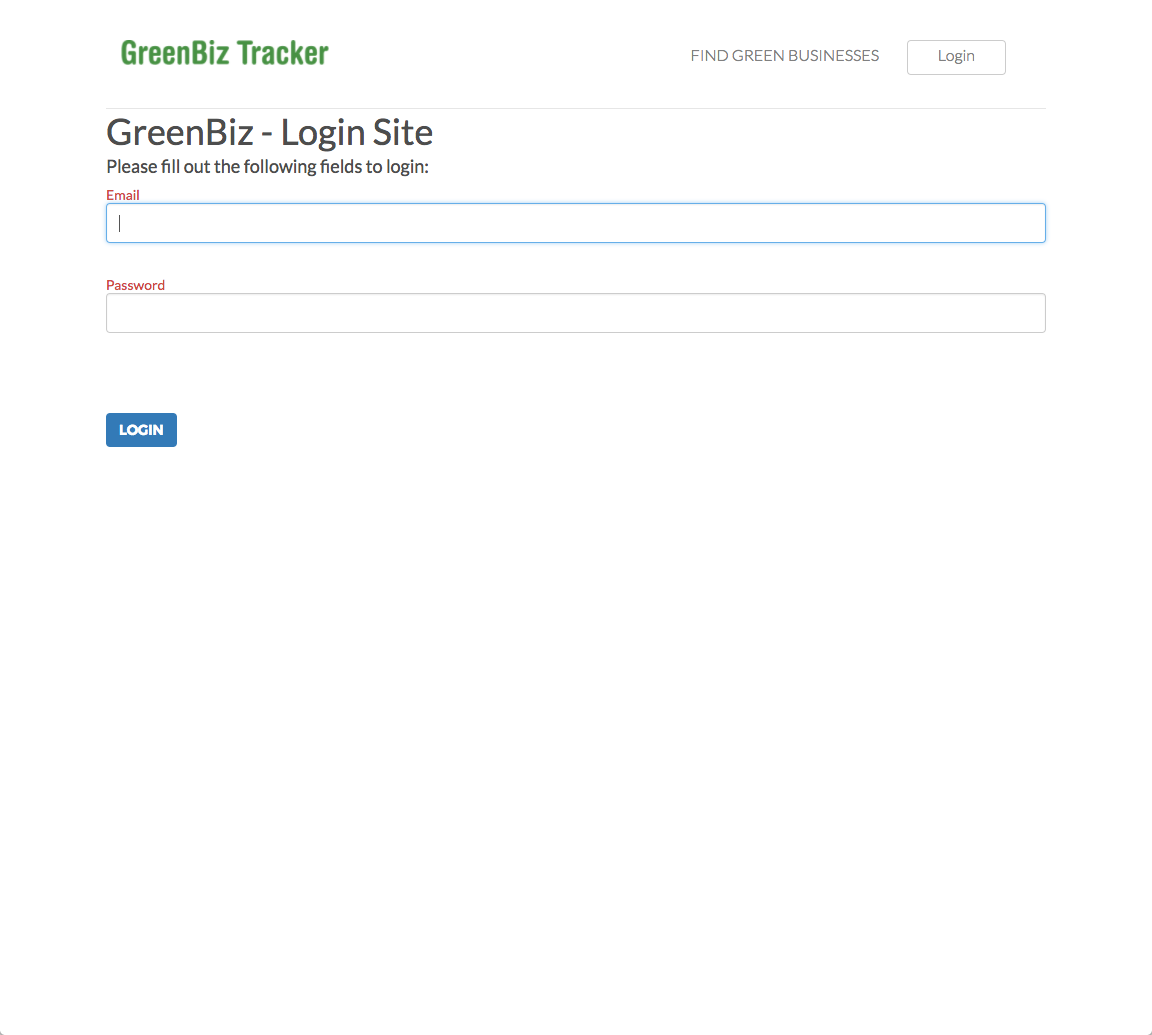 GreenBiz Tracker
FIND GREEN BUSINESSES
Login
GreenBiz - Login Site
Please fill out the following fields to login:
Email
Password
LOGIN